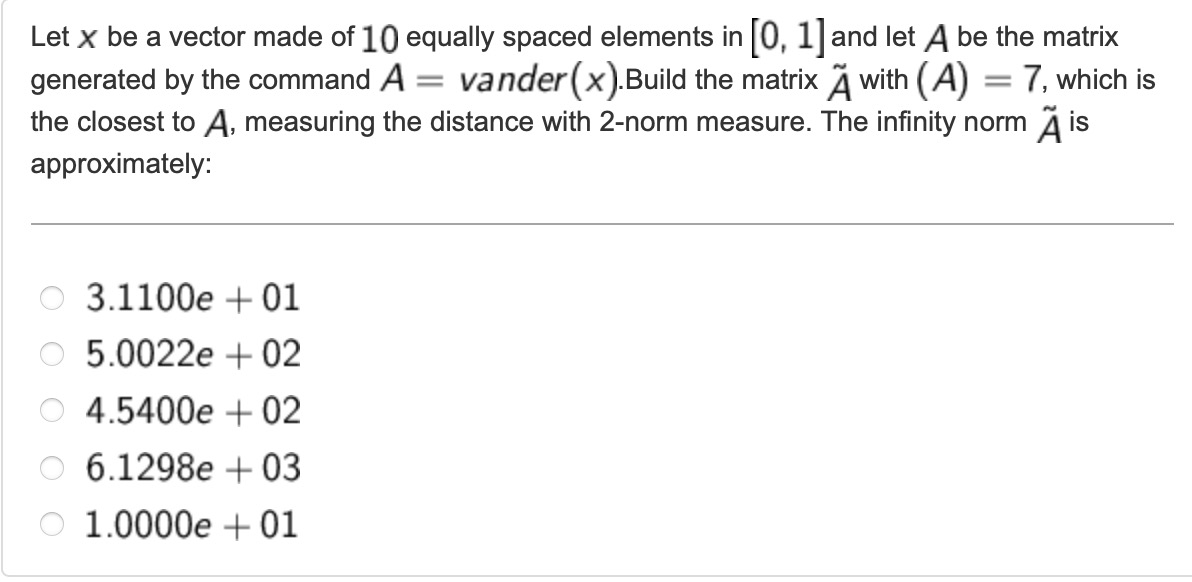 Let x be a vector made of 10 equally spaced elements in [0, 1] and let A be the matrix
generated by the command A = vander(x).Build the matrix Ã with (A) = 7, which is
the closest to A, measuring the distance with 2-norm measure. The infinity norm Ã is
approximately:
3.1100e + 01
5.0022e + 02
4.5400e + 02
6.1298e + 03
1.0000e + 01